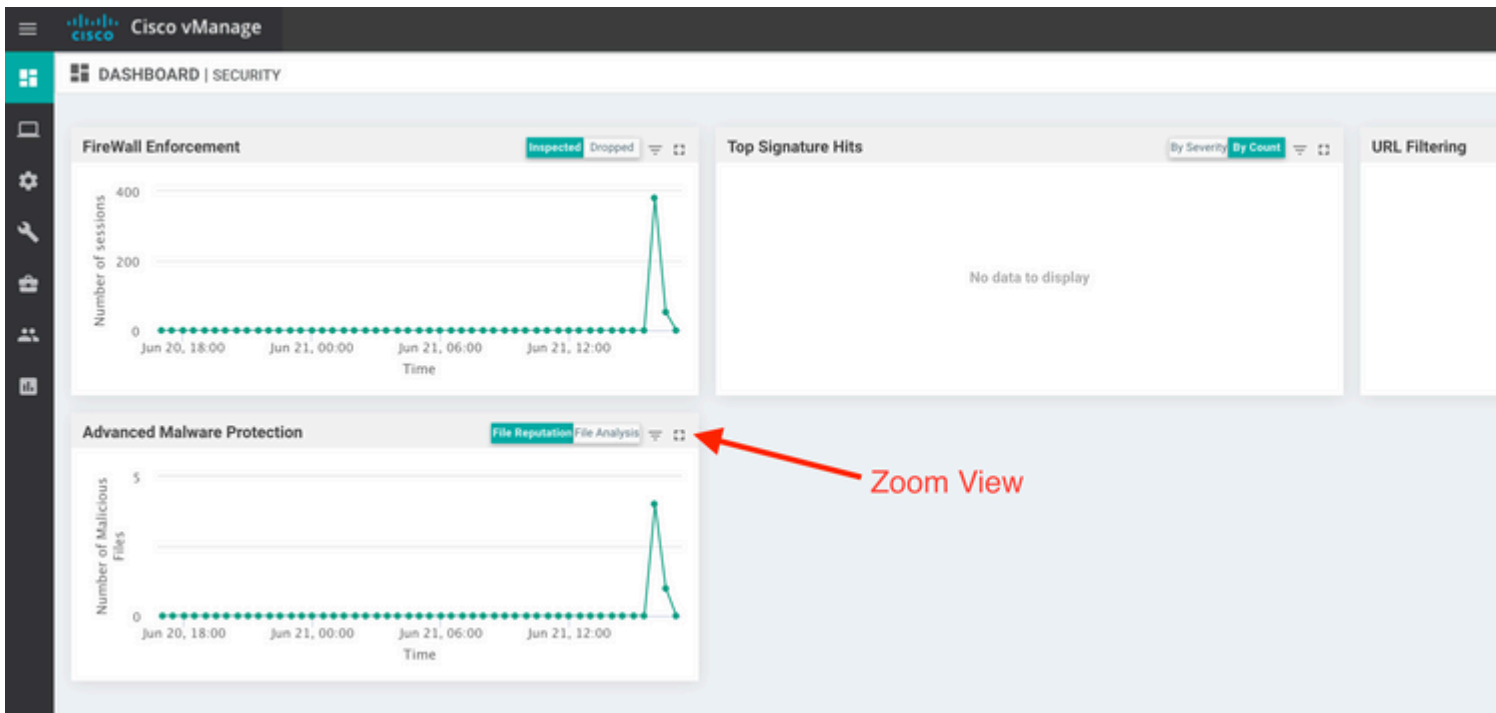 cisco Cisco vManage
DASHBOARD | SECURITY
FireWall Enforcement Inspected Dropped
Number of sessions
400
200
0
Jun 20, 18:00 Jun 21, 00:00 Jun 21, 06:00 Jun 21, 12:00
Time
Top Signature Hits By Severity By Count
No data to display
URL Filtering
Advanced Malware Protection File Reputation File Analysis
Number of Malicious
Files
5
0
Jun 20, 18:00 Jun 21, 00:00 Jun 21, 06:00 Jun 21, 12:00
Time
Zoom View